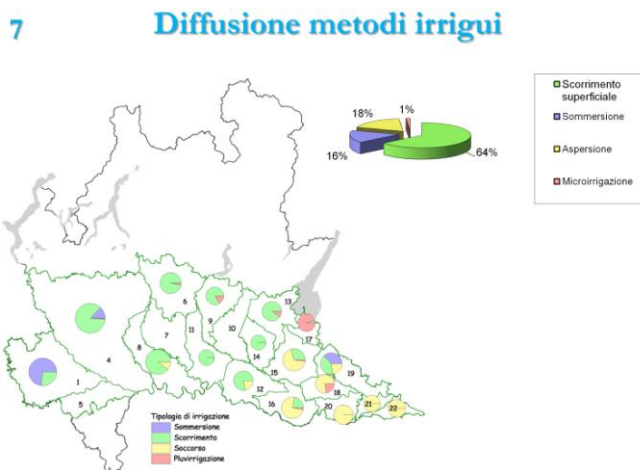 7 Diffusione metodi irrigui
18%
1%
64%
16%
Scorrimento
superficiale
Sommersione
Aspersione
Microirrigazione
6
13
9
10
17
7
11
8
14
4
15
19
1
12
18
5
16
20
21
22
Tipologia di irrigazione
Sommersione
Scorrimento
Soccorso
Pluvirrigazione